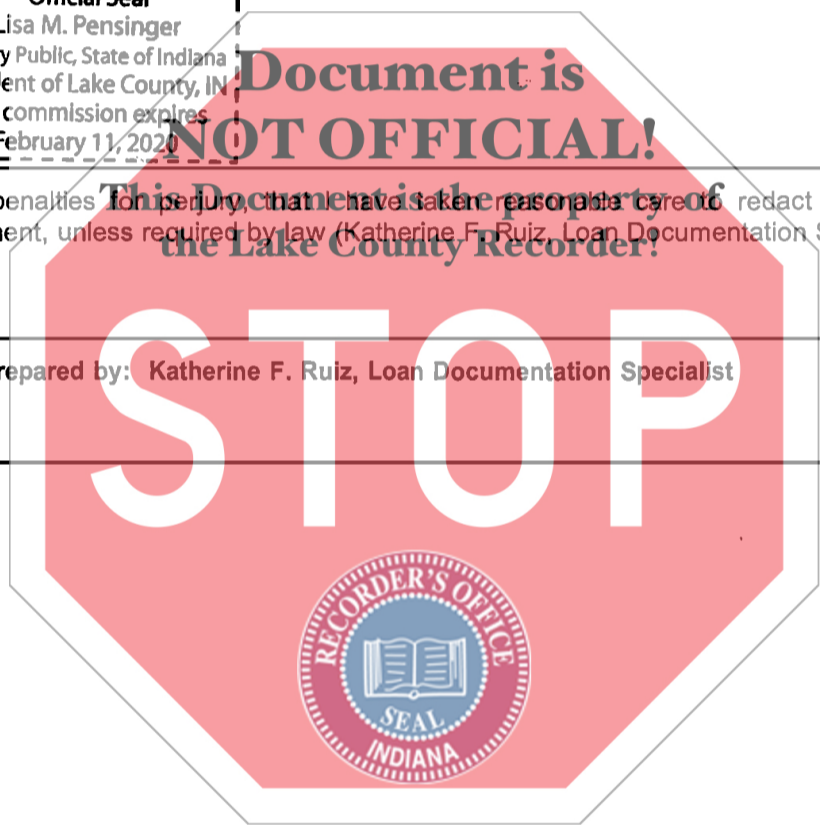 Official Seal
Lisa M. Pensinger
y Public, State of Indiana
ent of Lake County, IN
commission expires
February 11, 2020
Document is
NOT OFFICIAL!
This Document is the property of
the Lake County Recorder!
penalties for perjury, that I have taken reasonable care to redact
ent, unless required by law (Katherine F. Ruiz, Loan Documentation S
repared by: Katherine F. Ruiz, Loan Documentation Specialist
STOP
RECORDER'S OFFICE
SEAL
INDIANA